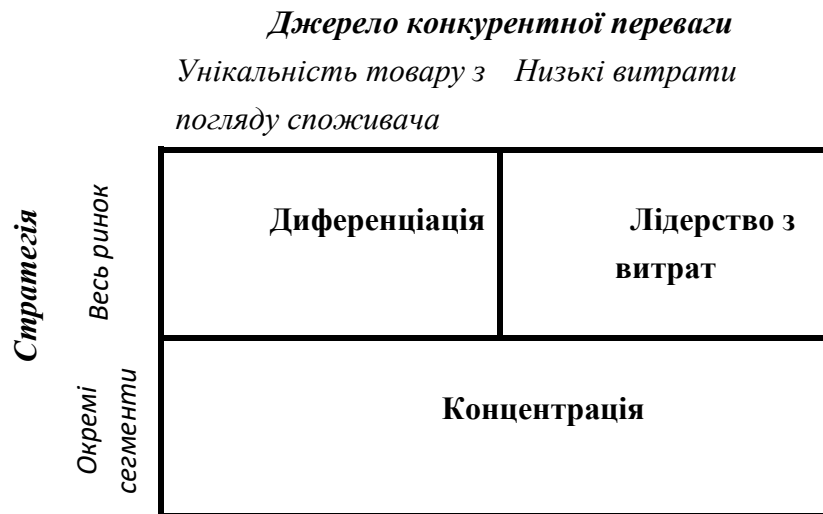 Джерело конкурентної переваги
Унікальність товару з Низькі витрати
погляду споживача
Стратегія
Весь ринок
Диференціація
Лідерство з
витрат
Окремі
сегменти
Концентрація